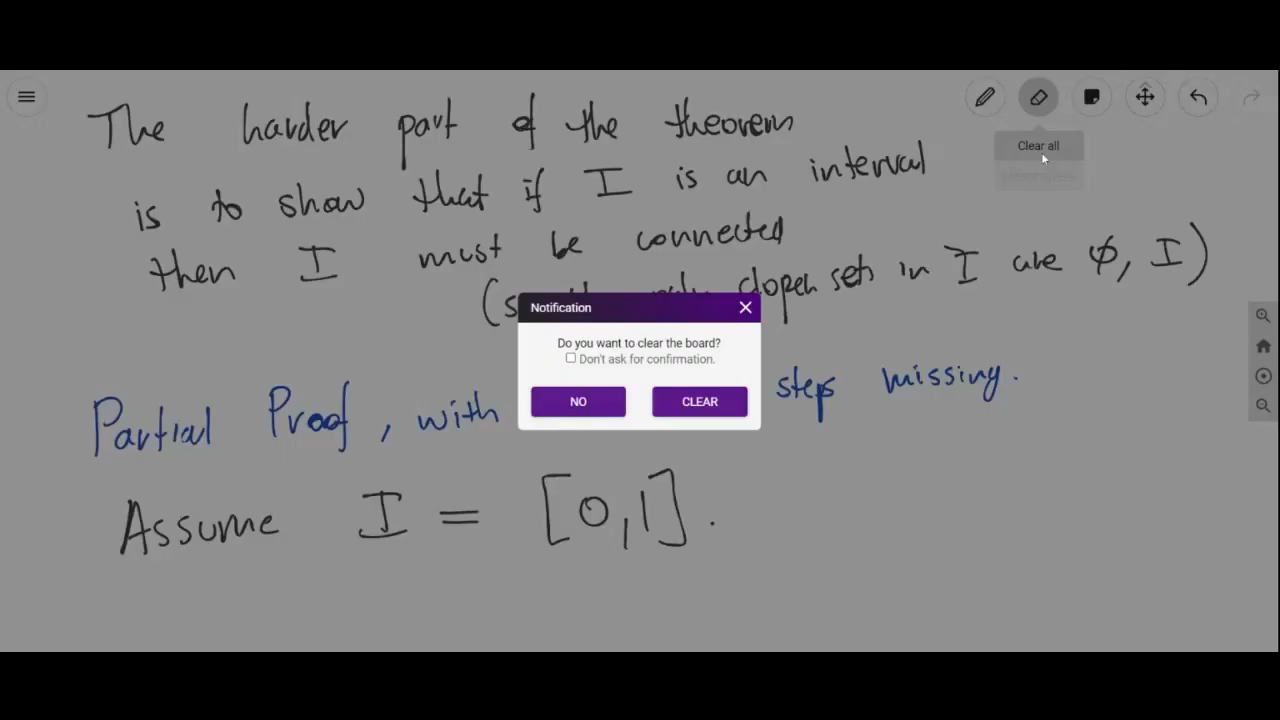 Clear all
The harder part of the theorem
is to show that if I is an interval
then I must be connected
clopen sets in I are ∅, I)
Notification
Do you want to clear the board?
Don't ask for confirmation.
NO CLEAR
Partial Proof, with steps missing.
Assume I = [0,1].